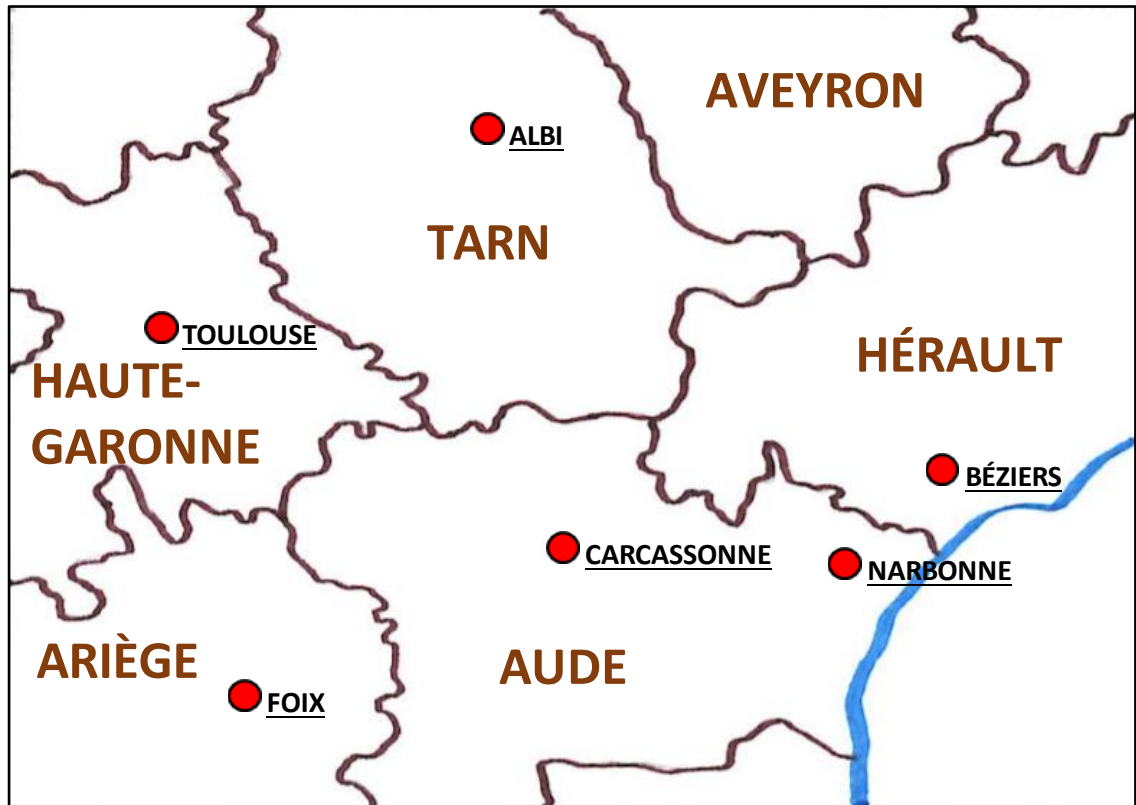 AVEYRON
ALBI
TARN
TOULOUSE
HÉRAULT
HAUTE-
GARONNE
BÉZIERS
CARCASSONNE
NARBONNE
ARIÈGE
AUDE
FOIX